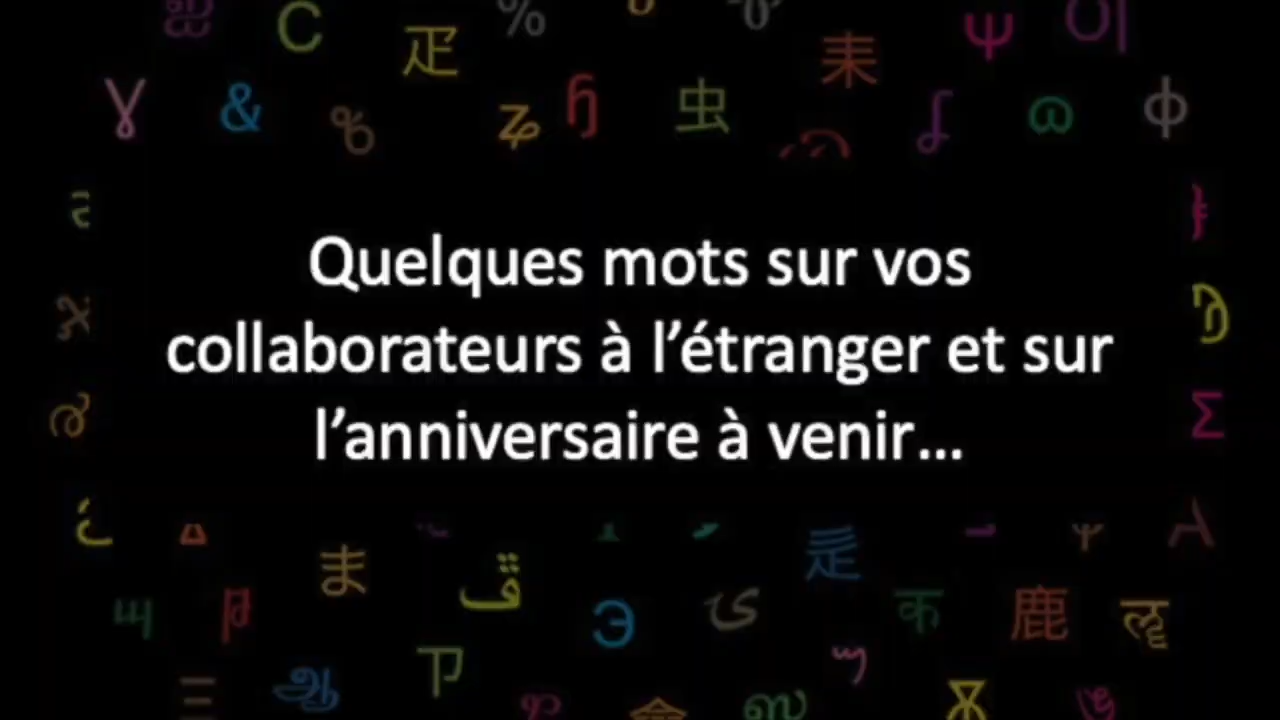 Quelques mots sur vos
collaborateurs à l’étranger et sur
l’anniversaire à venir…